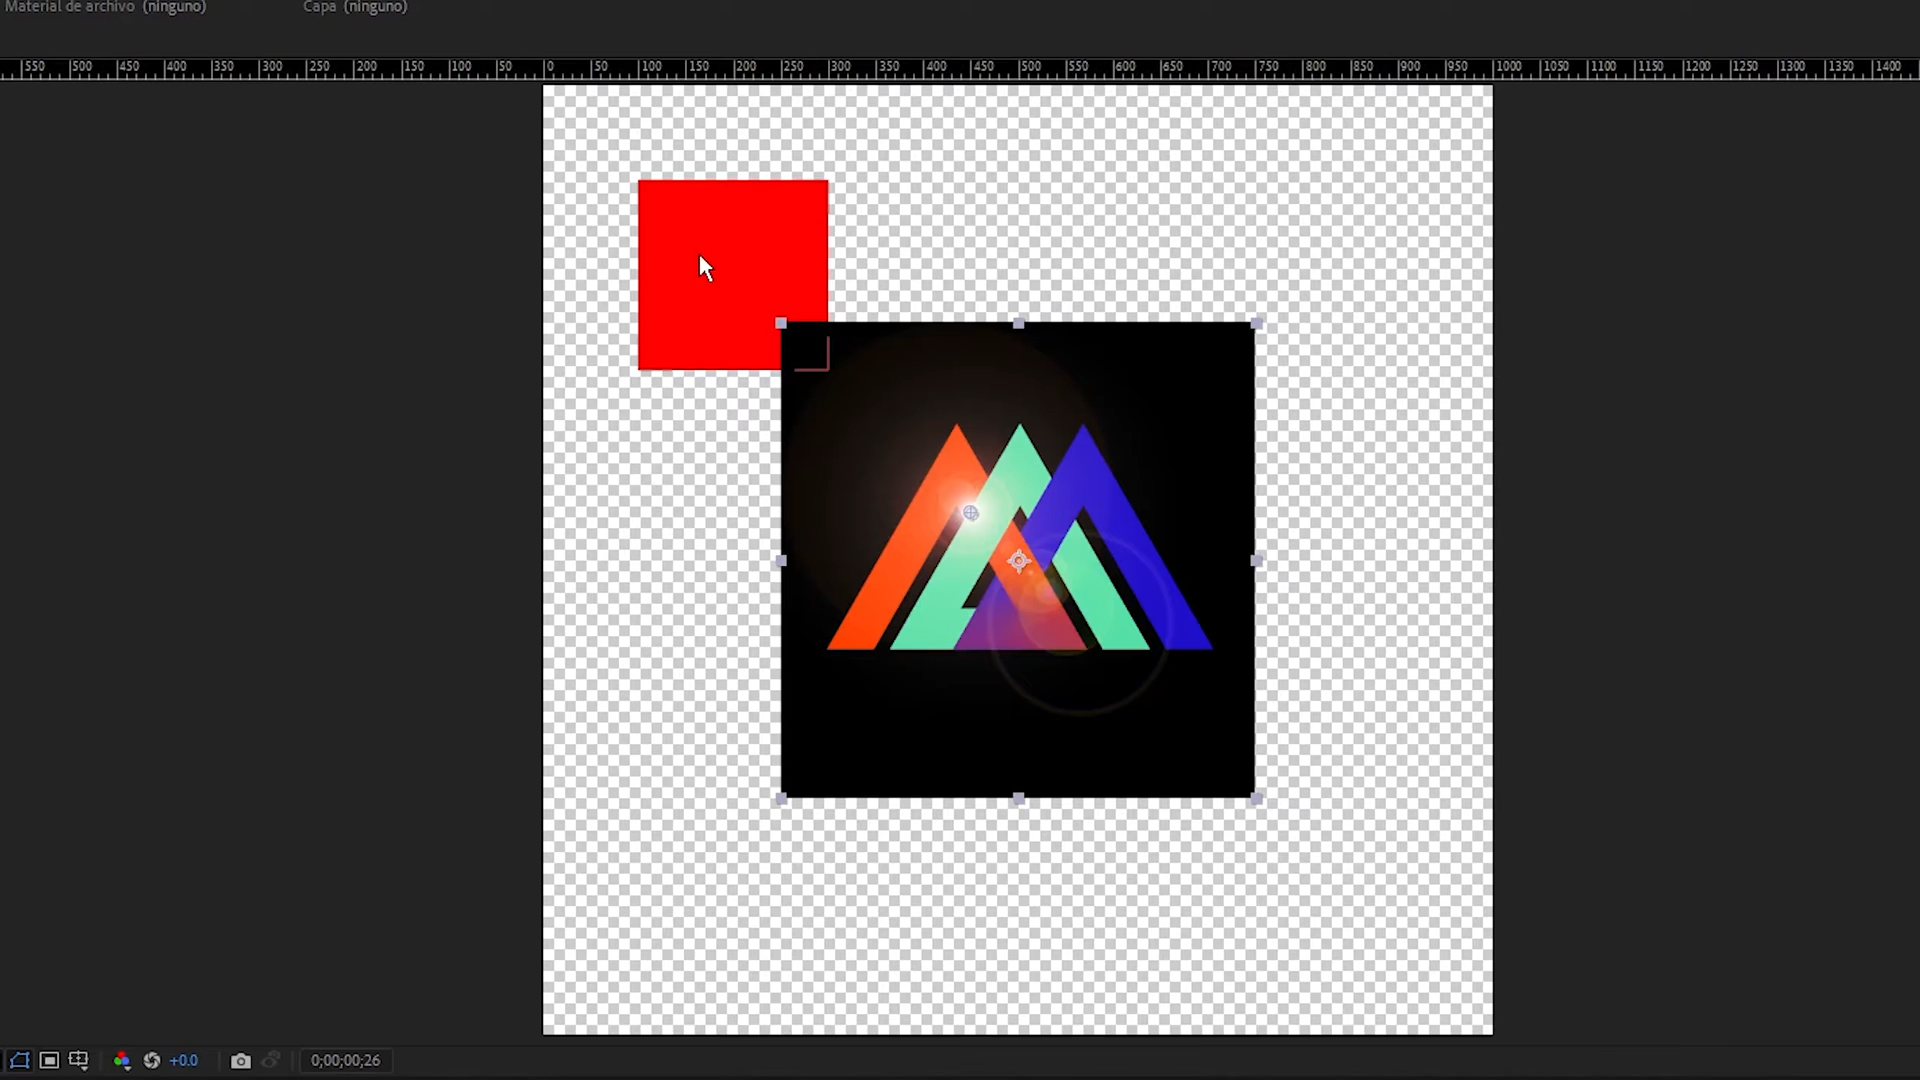 Material de archivo (ninguno) Capa (ninguno)
550 500 450 400 350 300 250 200 150 100 50 0 50 100 150 200 250 300 350 400 450 500 550 600 650 700 750 800 850 900 950 1000 1050 1100 1150 1200 1250 1300 1350 1400
+0.0 0;00;00;26